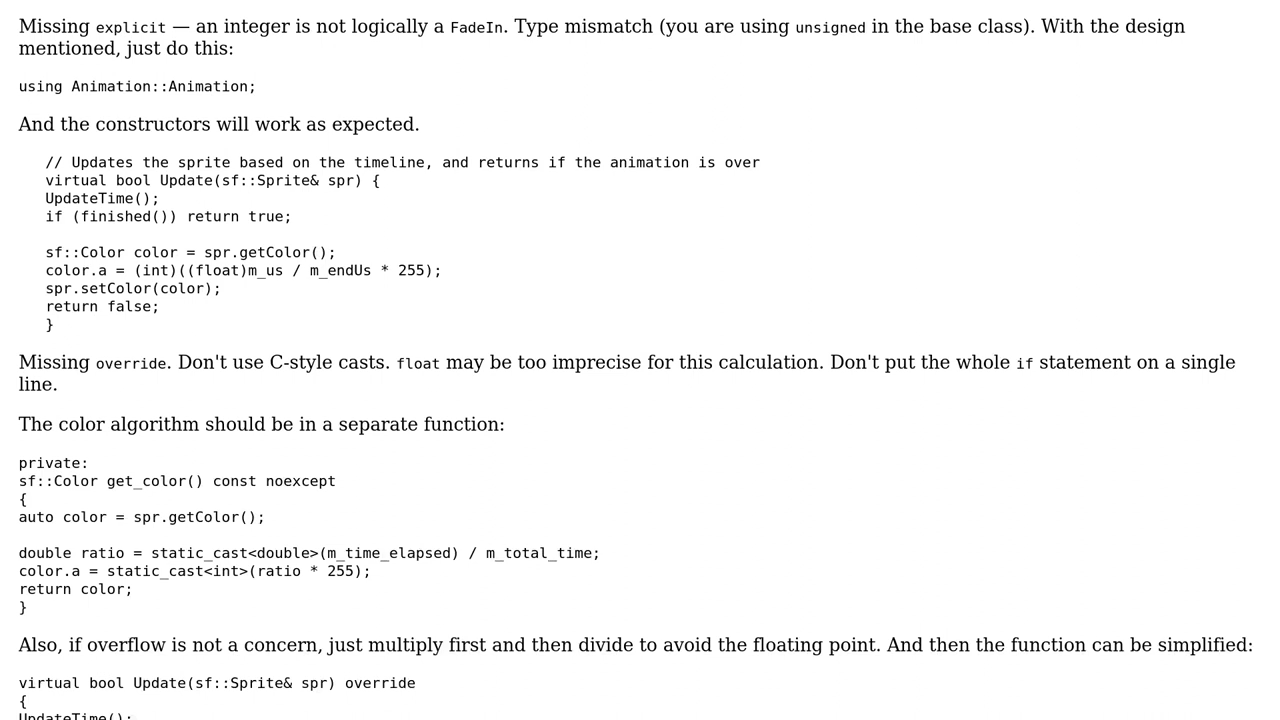 Missing explicit — an integer is not logically a FadeIn. Type mismatch (you are using unsigned in the base class). With the design
mentioned, just do this:
using Animation::Animation;
And the constructors will work as expected.
// Updates the sprite based on the timeline, and returns if the animation is over
virtual bool Update(sf::Sprite& spr) {
UpdateTime();
if (finished()) return true;
sf::Color color = spr.getColor();
color.a = (int)((float)m_us / m_endUs * 255);
spr.setColor(color);
return false;
}
Missing override. Don't use C-style casts. float may be too imprecise for this calculation. Don't put the whole if statement on a single
line.
The color algorithm should be in a separate function:
private:
sf::Color get_color() const noexcept
{
auto color = spr.getColor();
double ratio = static_cast<double>(m_time_elapsed) / m_total_time;
color.a = static_cast<int>(ratio * 255);
return color;
}
Also, if overflow is not a concern, just multiply first and then divide to avoid the floating point. And then the function can be simplified:
virtual bool Update(sf::Sprite& spr) override
{
UpdateTime();